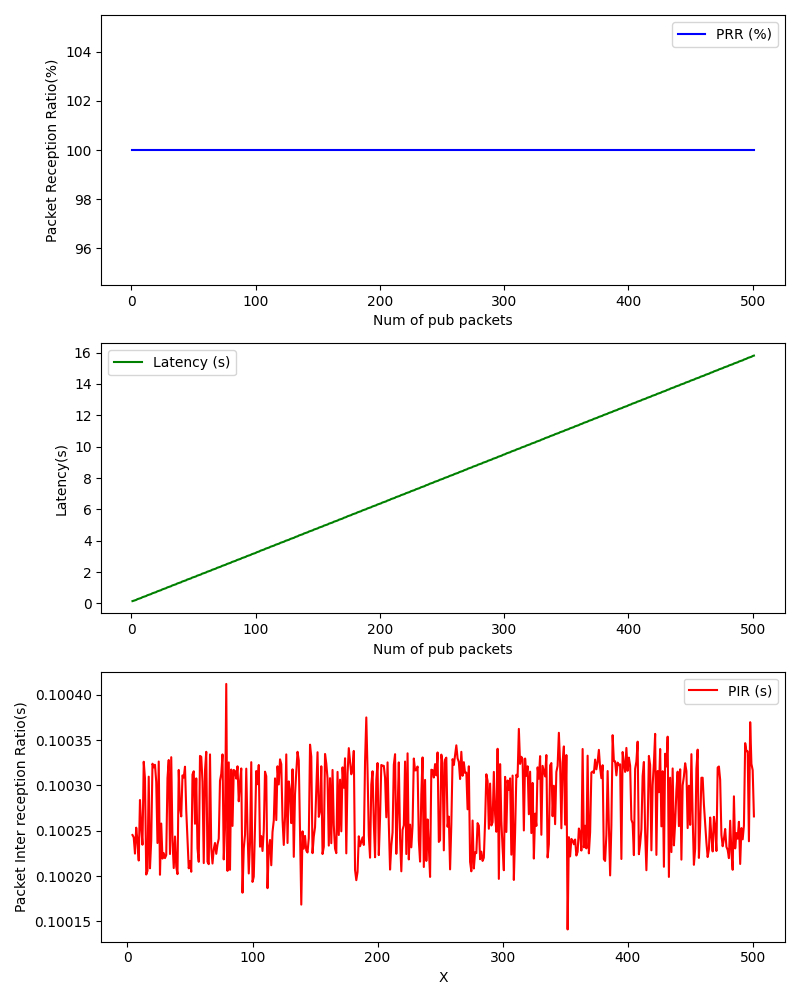 PRR (%)
Packet Reception Ratio(%)
104
102
100
98
96
0 100 200 300 400 500
Num of pub packets
Latency (s)
Latency(s)
16
14
12
10
8
6
4
2
0
0 100 200 300 400 500
Num of pub packets
PIR (s)
Packet Inter reception Ratio(s)
0.10040
0.10035
0.10030
0.10025
0.10020
0.10015
0 100 200 300 400 500
X